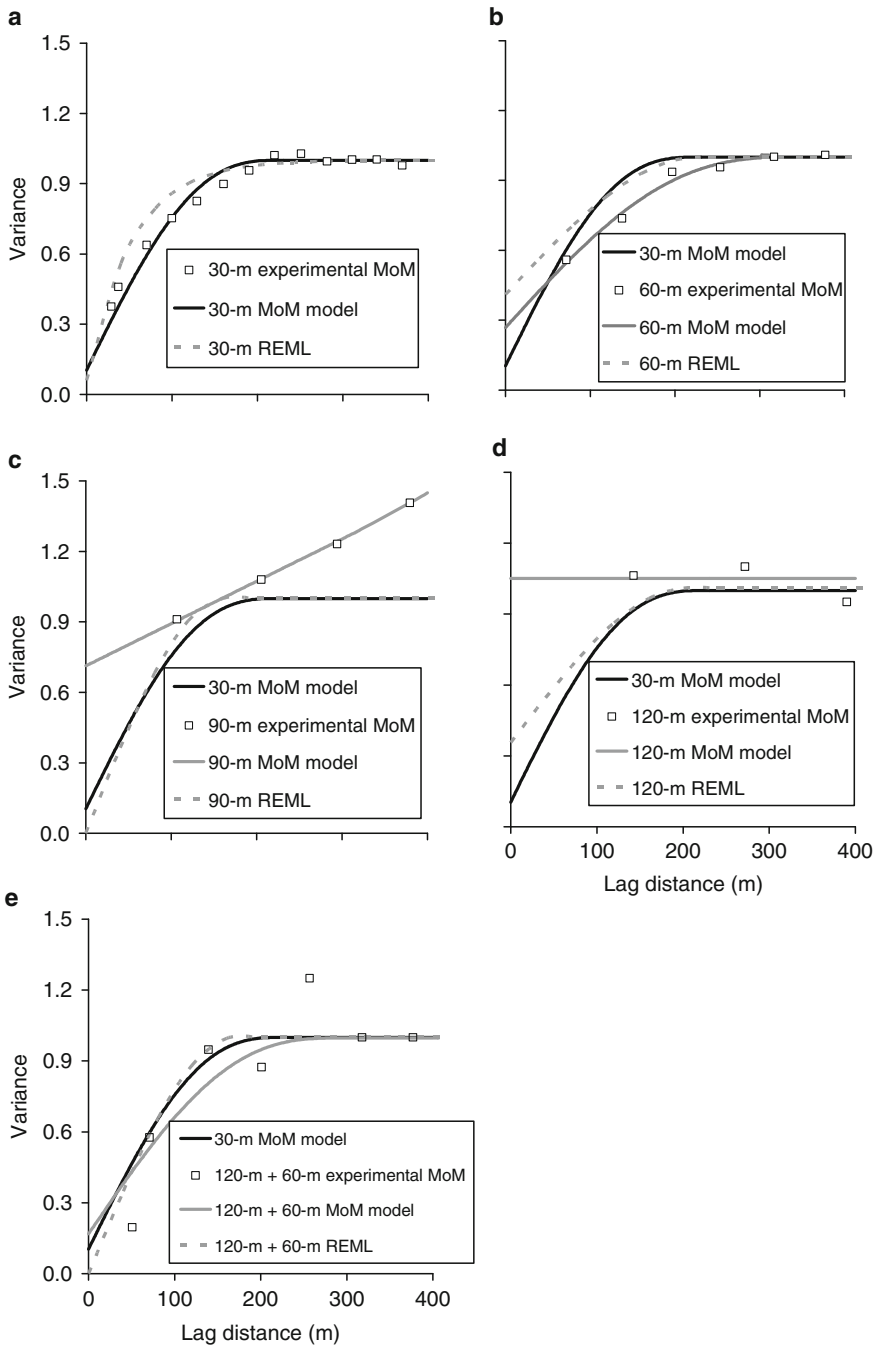 a
1.5
1.2
0.9
0.6
0.3
0.0
Variance
30-m experimental MoM
30-m MoM model
30-m REML
b
30-m MoM model
60-m experimental MoM
60-m MoM model
60-m REML
c
1.5
1.2
0.9
0.6
0.3
0.0
Variance
30-m MoM model
90-m experimental MoM
90-m MoM model
90-m REML
d
30-m MoM model
120-m experimental MoM
120-m MoM model
120-m REML
0 100 200 300 400
Lag distance (m)
e
1.5
1.2
0.9
0.6
0.3
0.0
Variance
30-m MoM model
120-m + 60-m experimental MoM
120-m + 60-m MoM model
120-m + 60-m REML
0 100 200 300 400
Lag distance (m)